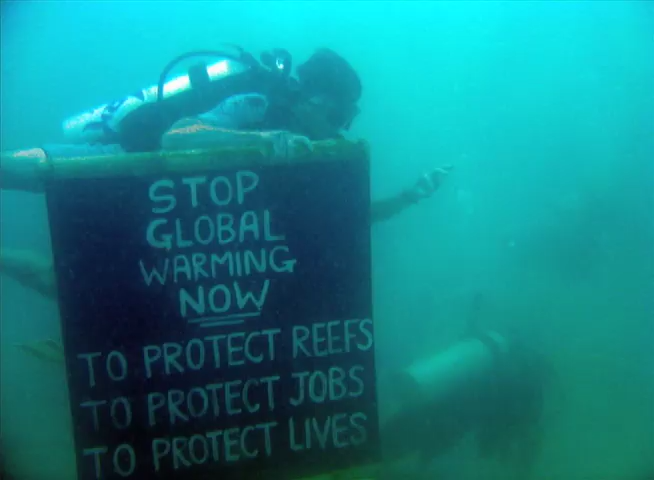 STOP
GLOBAL
WARMING
NOW
TO PROTECT REEFS
TO PROTECT JOBS
TO PROTECT LIVES